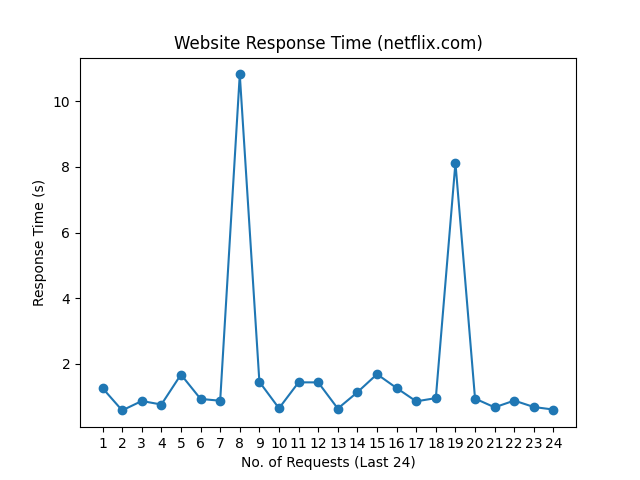 Website Response Time (netflix.com)
10
8
6
4
2
Response Time (s)
1 2 3 4 5 6 7 8 9 10 11 12 13 14 15 16 17 18 19 20 21 22 23 24
No. of Requests (Last 24)